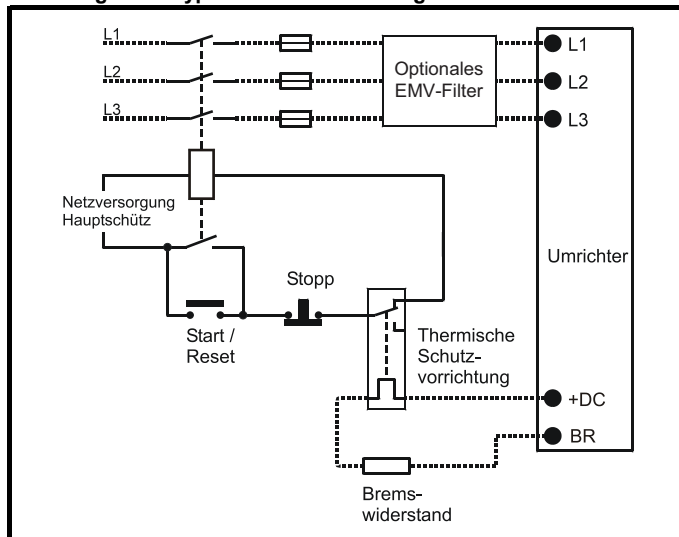 L1
L2
L3
Optionales
EMV-Filter
L1
L2
L3
Netzversorgung
Hauptschütz
Umrichter
Stopp
Start /
Reset
Thermische
Schutz-
vorrichtung
+DC
BR
Brems-
widerstand